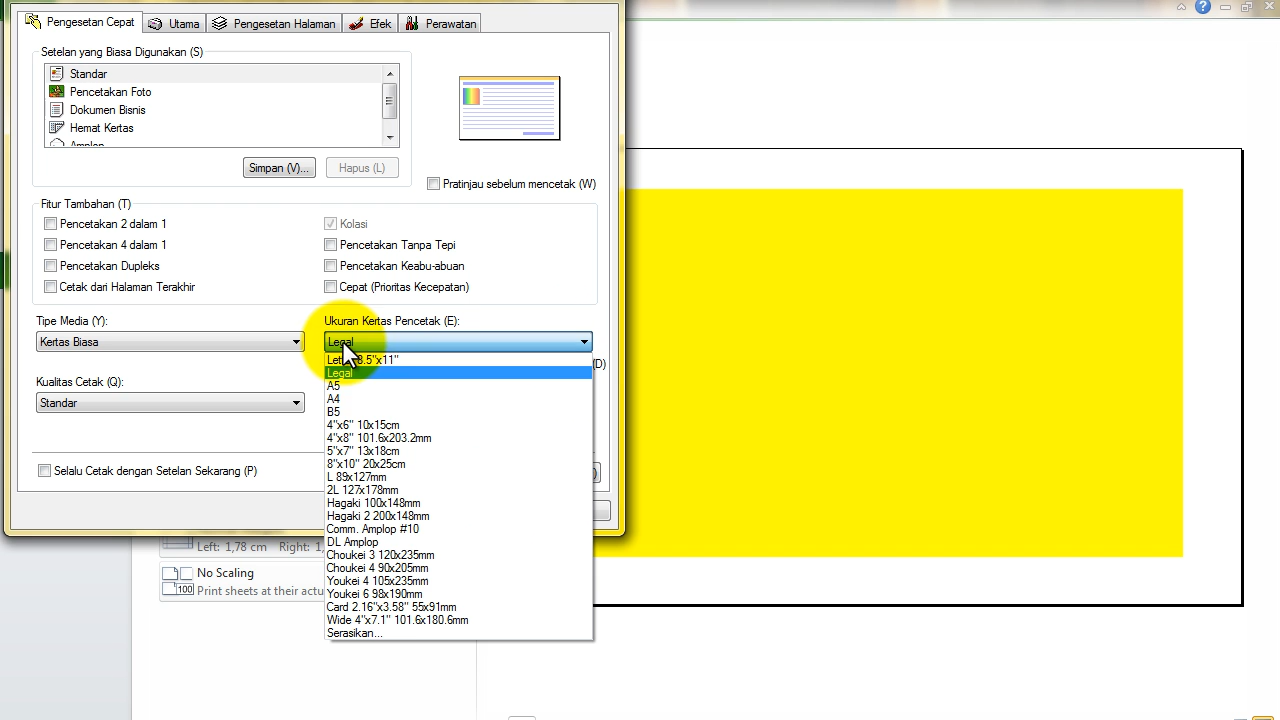 Pengesetan Cepat
Utama
Pengesetan Halaman
Efek
Perawatan
Setelan yang Biasa Digunakan (S)
Standar
Pencetakan Foto
Dokumen Bisnis
Hemat Kertas
Amplop
Simpan (V)...
Hapus (L)
Pratinjau sebelum mencetak (W)
Fitur Tambahan (T)
Pencetakan 2 dalam 1
Kolasi
Pencetakan 4 dalam 1
Pencetakan Tanpa Tepi
Pencetakan Dupleks
Pencetakan Keabu-abuan
Cetak dari Halaman Terakhir
Cepat (Prioritas Kecepatan)
Tipe Media (Y):
Ukuran Kertas Pencetak (E):
Kertas Biasa
Legal
(D)
Kualitas Cetak (Q):
Standar
8.5"x11"
Legal
A5
A4
B5
4"x6" 10x15cm
4"x8" 101.6x203.2mm
5"x7" 13x18cm
8"x10" 20x25cm
L 89x127mm
2L 127x178mm
Hagaki 100x148mm
Hagaki 2 200x148mm
Comm. Amplop #10
DL Amplop
Choukei 3 120x235mm
Choukei 4 90x205mm
Youkei 4 105x235mm
Youkei 6 98x190mm
Card 2.16"x3.58" 55x91mm
Wide 4"x7.1" 101.6x180.6mm
Serasikan...
Selalu Cetak dengan Setelan Sekarang (P)
Left: 1,78 cm Right: 1,
No Scaling
100
Print sheets at their actu